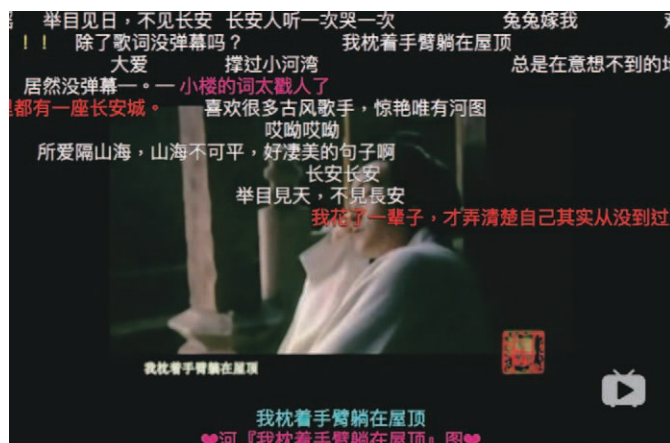 举目见日，不见长安 长安人听一次哭一次 兔兔嫁我
！！ 除了歌词没弹幕吗？ 我枕着手臂躺在屋顶
大爱 撑过小河湾 总是在意想不到的
居然没弹幕一。一 小楼的词太戳人了
都有一座长安城。 喜欢很多古风歌手，惊艳唯有河图
哎呦哎呦
所爱隔山海，山海不可平，好凄美的句子啊
长安长安
举目見天，不見長安
我花了一辈子，才弄清楚自己其实从没到过
我枕着手臂躺在屋顶
我枕着手臂躺在屋顶
❤河『我枕着手臂躺在屋顶』图❤